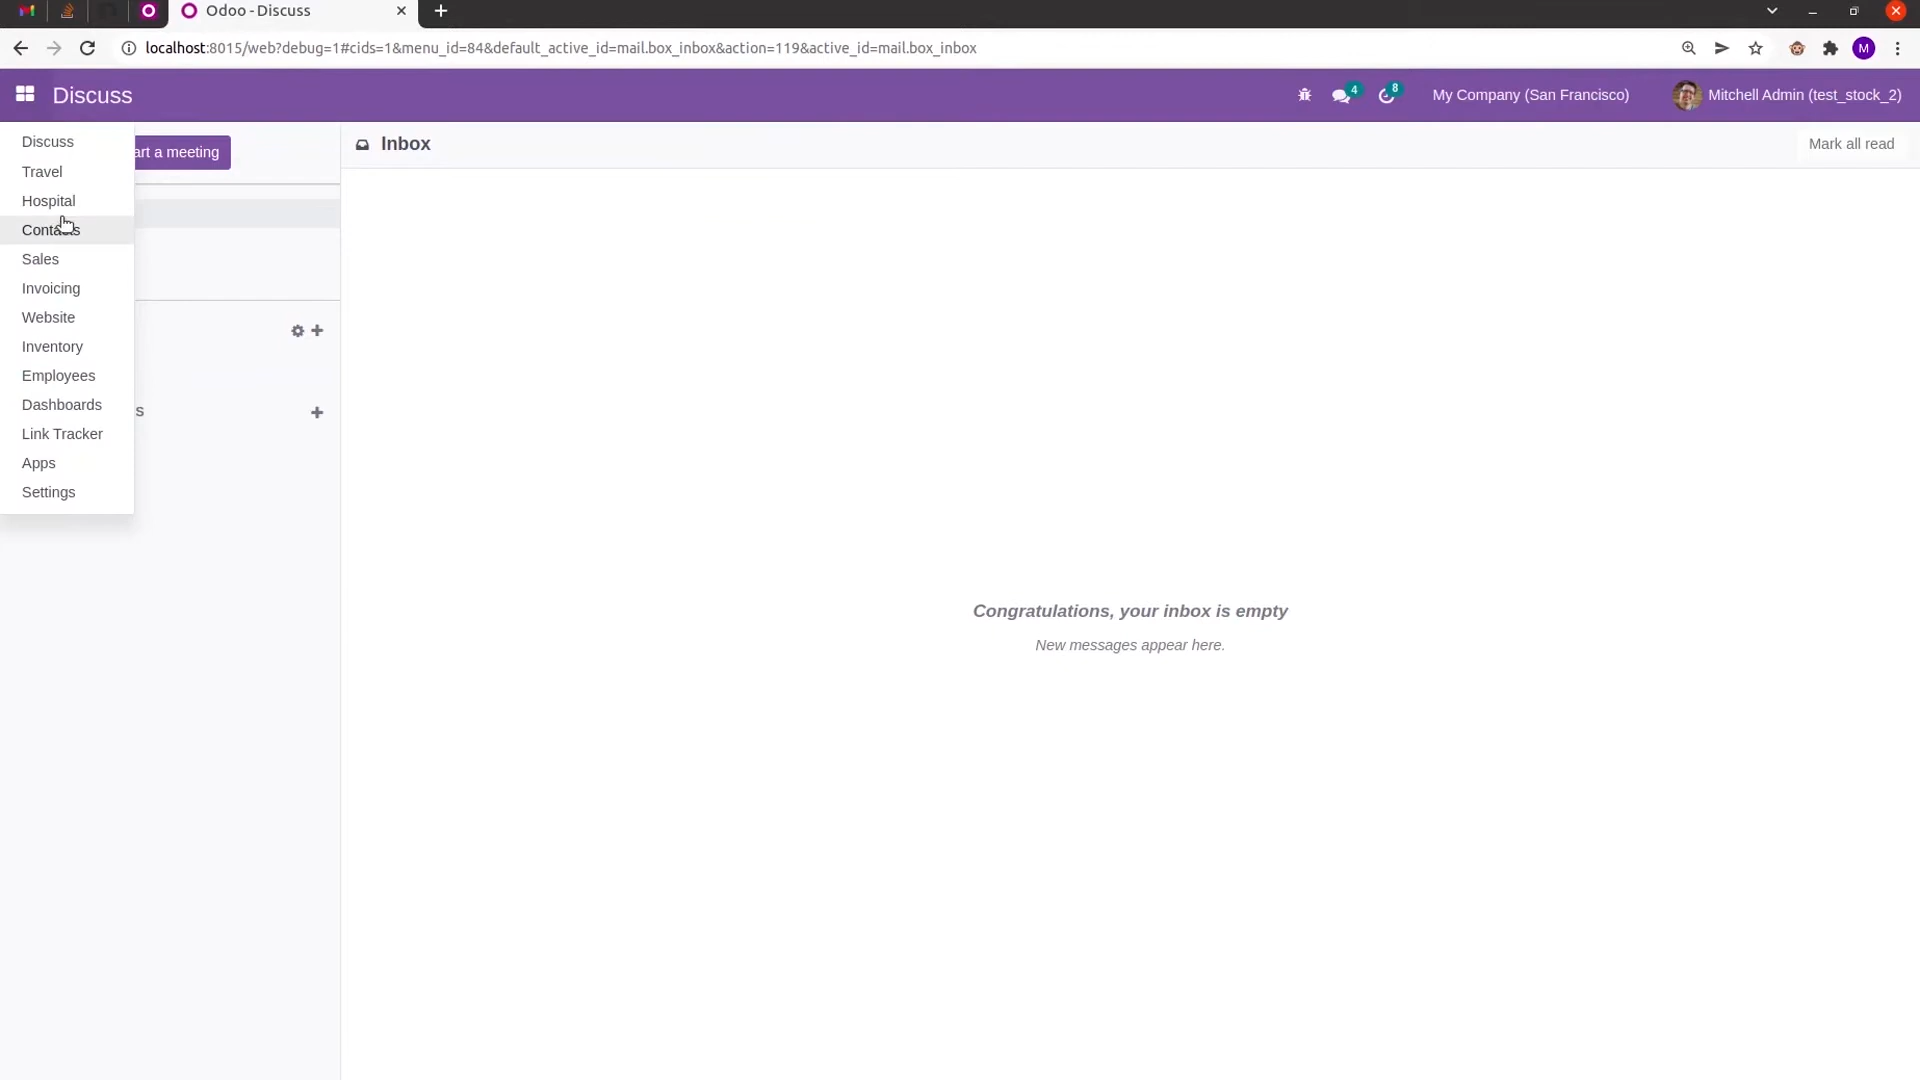 Odoo - Discuss
localhost:8015/web?debug=1#cids=1&menu_id=84&default_active_id=mail.box_inbox&action=119&active_id=mail.box_inbox
M
Discuss
4
8
My Company (San Francisco)
Mitchell Admin (test_stock_2)
Discuss
Travel
Hospital
Contacts
Sales
Invoicing
Website
Inventory
Employees
Dashboards
Link Tracker
Apps
Settings
art a meeting
s
Inbox
Mark all read
Congratulations, your inbox is empty
New messages appear here.